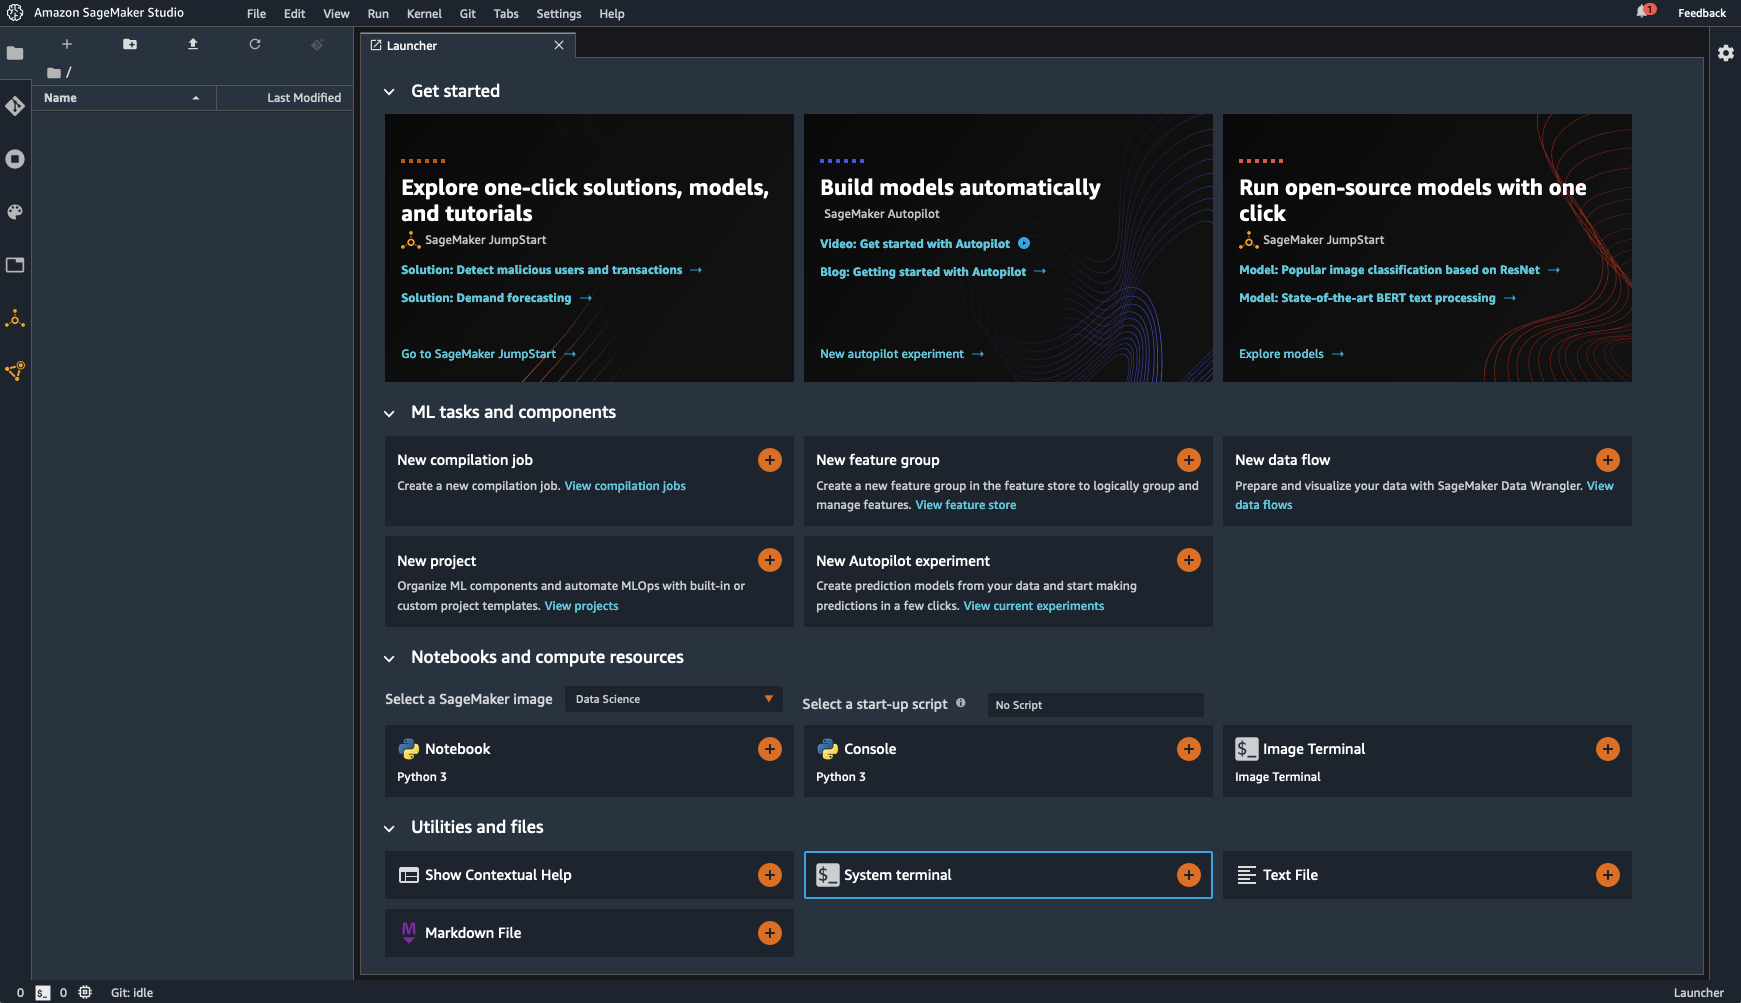 Amazon SageMaker Studio
File Edit View Run Kernel Git Tabs Settings Help
1
Feedback
/
Name Last Modified
Launcher
Get started
Explore one-click solutions, models,
and tutorials
SageMaker JumpStart
Solution: Detect malicious users and transactions →
Solution: Demand forecasting →
Go to SageMaker JumpStart →
Build models automatically
SageMaker Autopilot
Video: Get started with Autopilot
Blog: Getting started with Autopilot →
New autopilot experiment →
Run open-source models with one
click
SageMaker JumpStart
Model: Popular image classification based on ResNet →
Model: State-of-the-art BERT text processing →
Explore models →
ML tasks and components
New compilation job
Create a new compilation job. View compilation jobs
New feature group
Create a new feature group in the feature store to logically group and
manage features. View feature store
New data flow
Prepare and visualize your data with SageMaker Data Wrangler. View
data flows
New project
Organize ML components and automate MLOps with built-in or
custom project templates. View projects
New Autopilot experiment
Create prediction models from your data and start making
predictions in a few clicks. View current experiments
Notebooks and compute resources
Select a SageMaker image Data Science
Select a start-up script No Script
Notebook
Python 3
Console
Python 3
$_ Image Terminal
Image Terminal
Utilities and files
Show Contextual Help
$_ System terminal
Text File
M Markdown File
0 $_ 0 Git: idle
Launcher